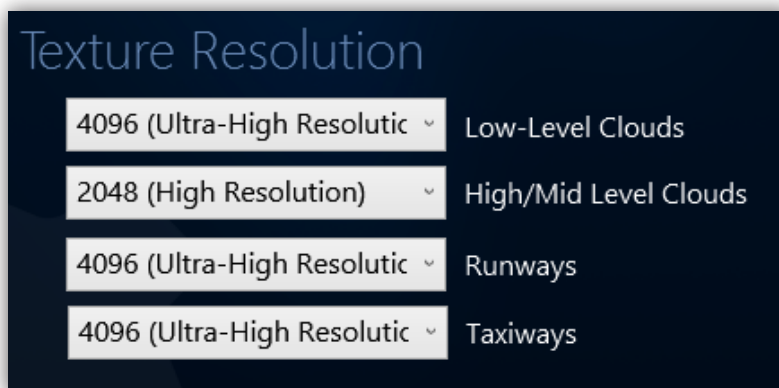 Texture Resolution
4096 (Ultra-High Resolutic Low-Level Clouds
2048 (High Resolution) High/Mid Level Clouds
4096 (Ultra-High Resolutic Runways
4096 (Ultra-High Resolutic Taxiways